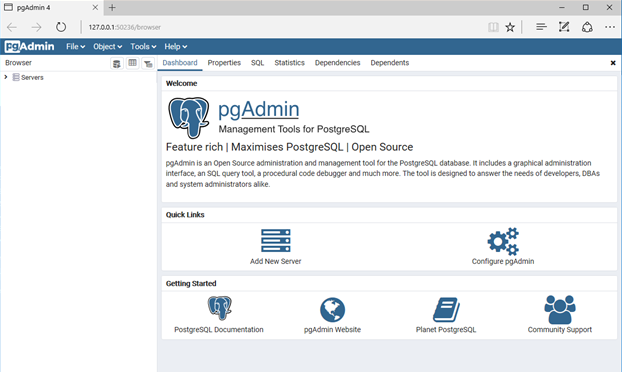 pgAdmin 4
127.0.0.1:50236/browser
pgAdmin File Object Tools Help
Browser
Dashboard Properties SQL Statistics Dependencies Dependents
Servers
Welcome
pgAdmin
Management Tools for PostgreSQL
Feature rich | Maximises PostgreSQL | Open Source
pgAdmin is an Open Source administration and management tool for the PostgreSQL database. It includes a graphical administration
interface, an SQL query tool, a procedural code debugger and much more. The tool is designed to answer the needs of developers, DBAs
and system administrators alike.
Quick Links
Add New Server
Configure pgAdmin
Getting Started
PostgreSQL Documentation
pgAdmin Website
Planet PostgreSQL
Community Support